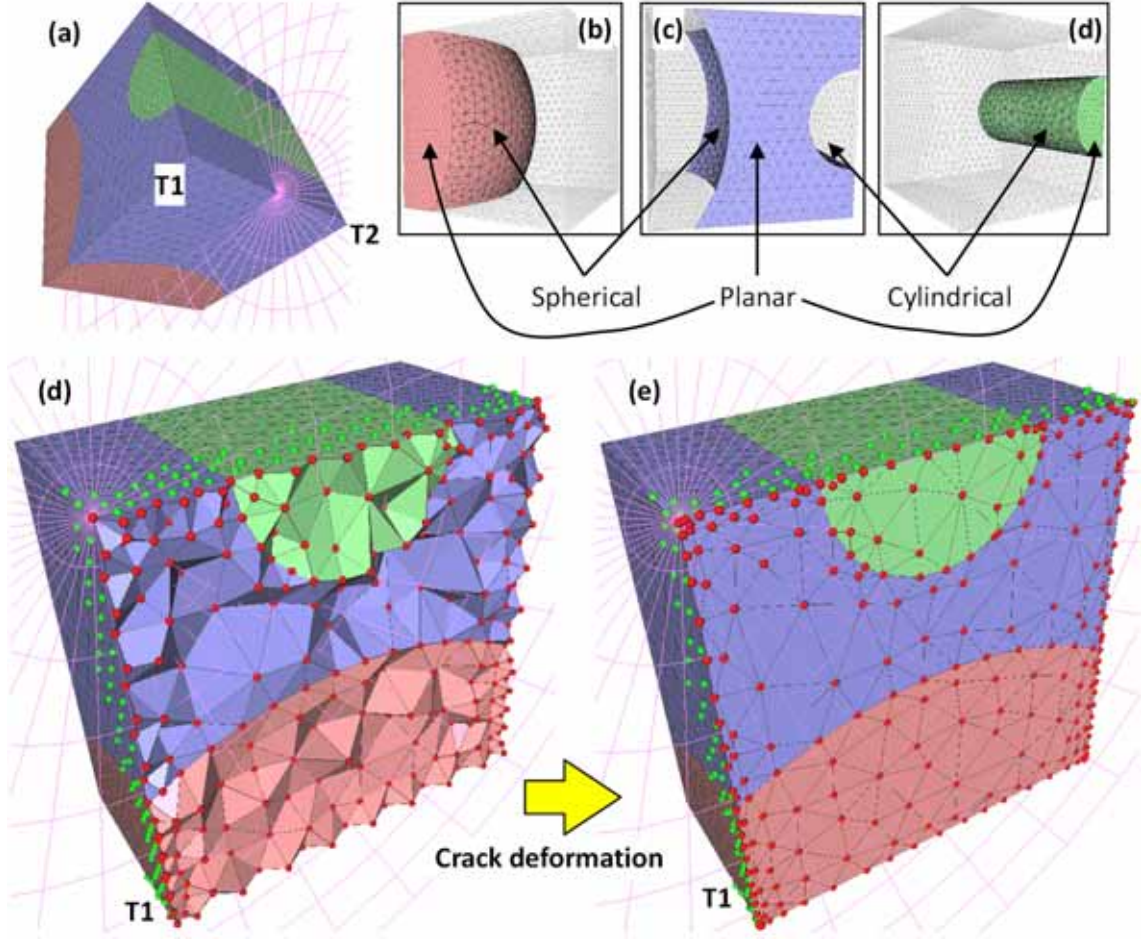 (a)
(b)
(c)
(d)
T1
T2
Spherical
Planar
Cylindrical
(d)
(e)
Crack deformation
T1
T1